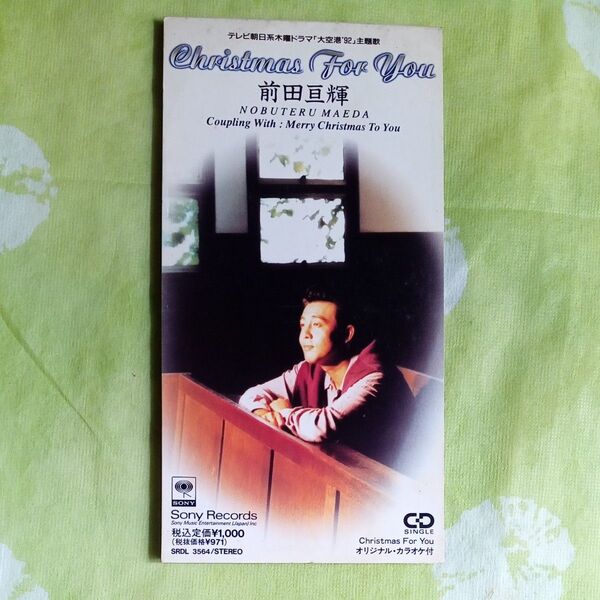 テレビ朝日系木曜ドラマ「大空港'92」主題歌
Christmas For You
前田亘輝
NOBUTERU MAEDA
Coupling With : Merry Christmas To You
SONY
Sony Records
Sony Music Entertainment (Japan) Inc
税込定価¥1,000
(税抜価格¥971)
SRDL 3564/STEREO
CD
SINGLE
Christmas For You
オリジナル・カラオケ付